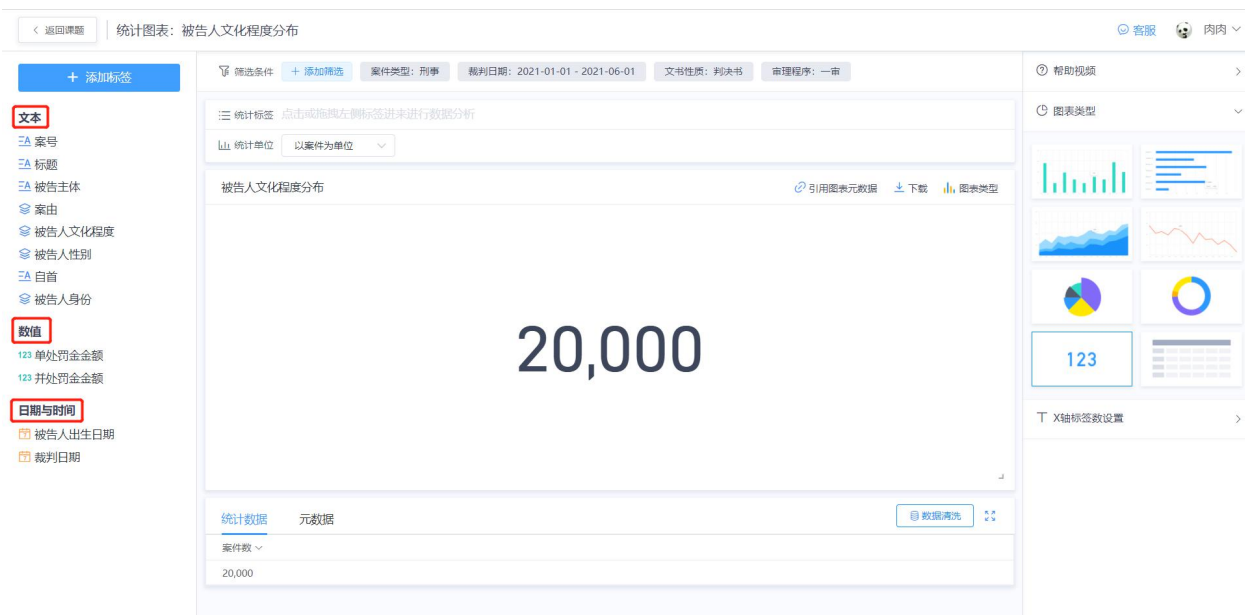 返回课题 统计图表：被告人文化程度分布 客服 肉肉
+ 添加标签
文本
案号
标题
被告主体
案由
被告人文化程度
被告人性别
自首
被告人身份
数值
123 单处罚金金额
123 并处罚金金额
日期与时间
被告人出生日期
裁判日期
筛选条件 + 添加筛选 案件类型：刑事 裁判日期：2021-01-01 - 2021-06-01 文书性质：判决书 审理程序：一审
统计标签 点击或拖拽左侧标签进来进行数据分析
统计单位 以案件为单位
被告人文化程度分布 引用图表元数据 下载 图表类型
20,000
统计数据 元数据 数据清洗
案件数
20,000
帮助视频
图表类型
123
X轴标签数设置